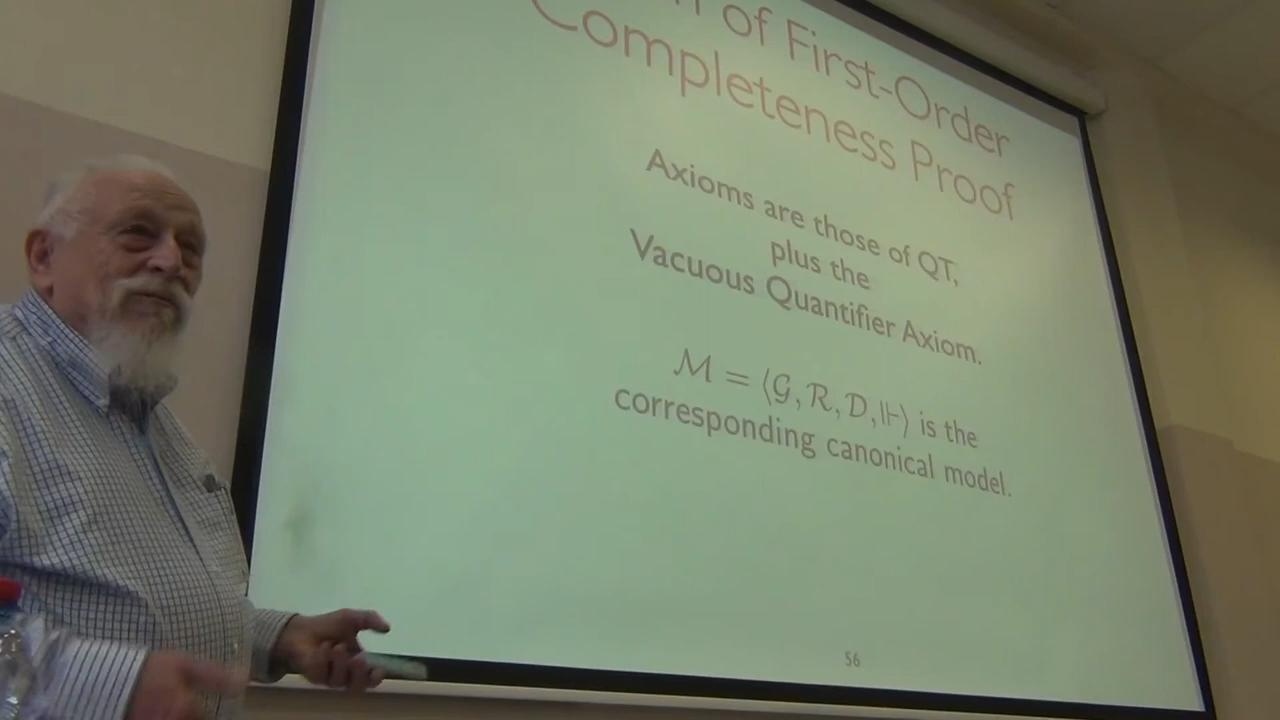 of First-Order
Completeness Proof
Axioms are those of QT,
plus the
Vacuous Quantifier Axiom.
ℳ = ⟨𝒢, ℛ, 𝒟, ⊩⟩ is the
corresponding canonical model.
56